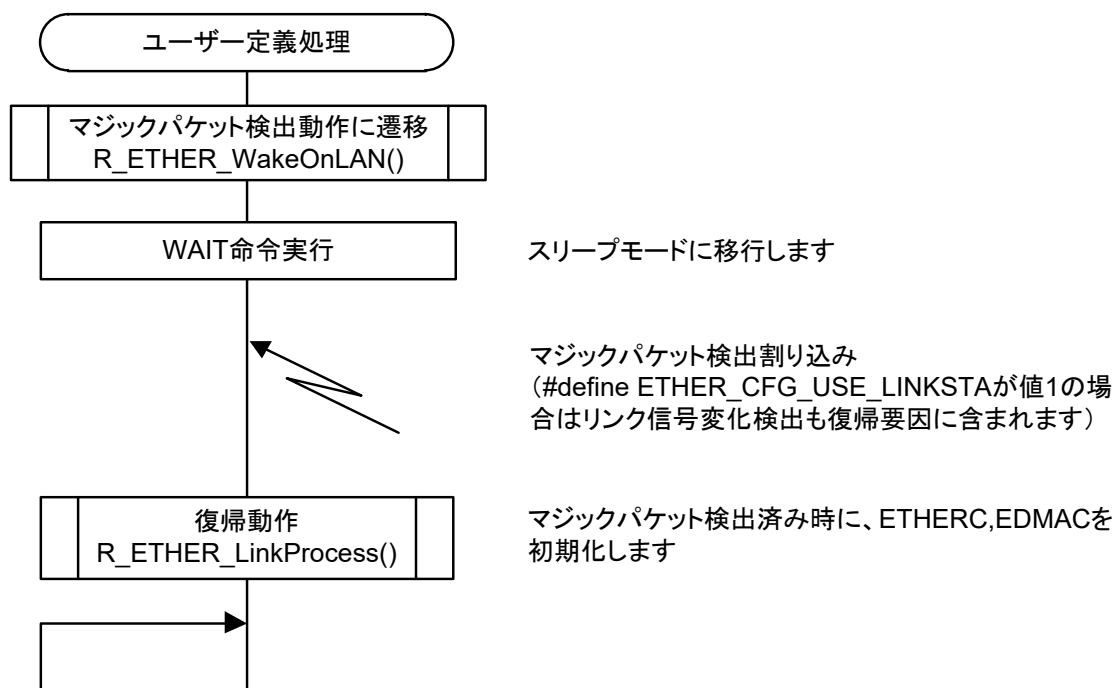 ユーザー定義処理
マジックパケット検出動作に遷移
R_ETHER_WakeOnLAN()
WAIT命令実行
スリープモードに移行します
マジックパケット検出割り込み
（#define ETHER_CFG_USE_LINKSTAが値1の場
合はリンク信号変化検出も復帰要因に含まれます）
復帰動作
R_ETHER_LinkProcess()
マジックパケット検出済み時に、ETHERC,EDMACを
初期化します